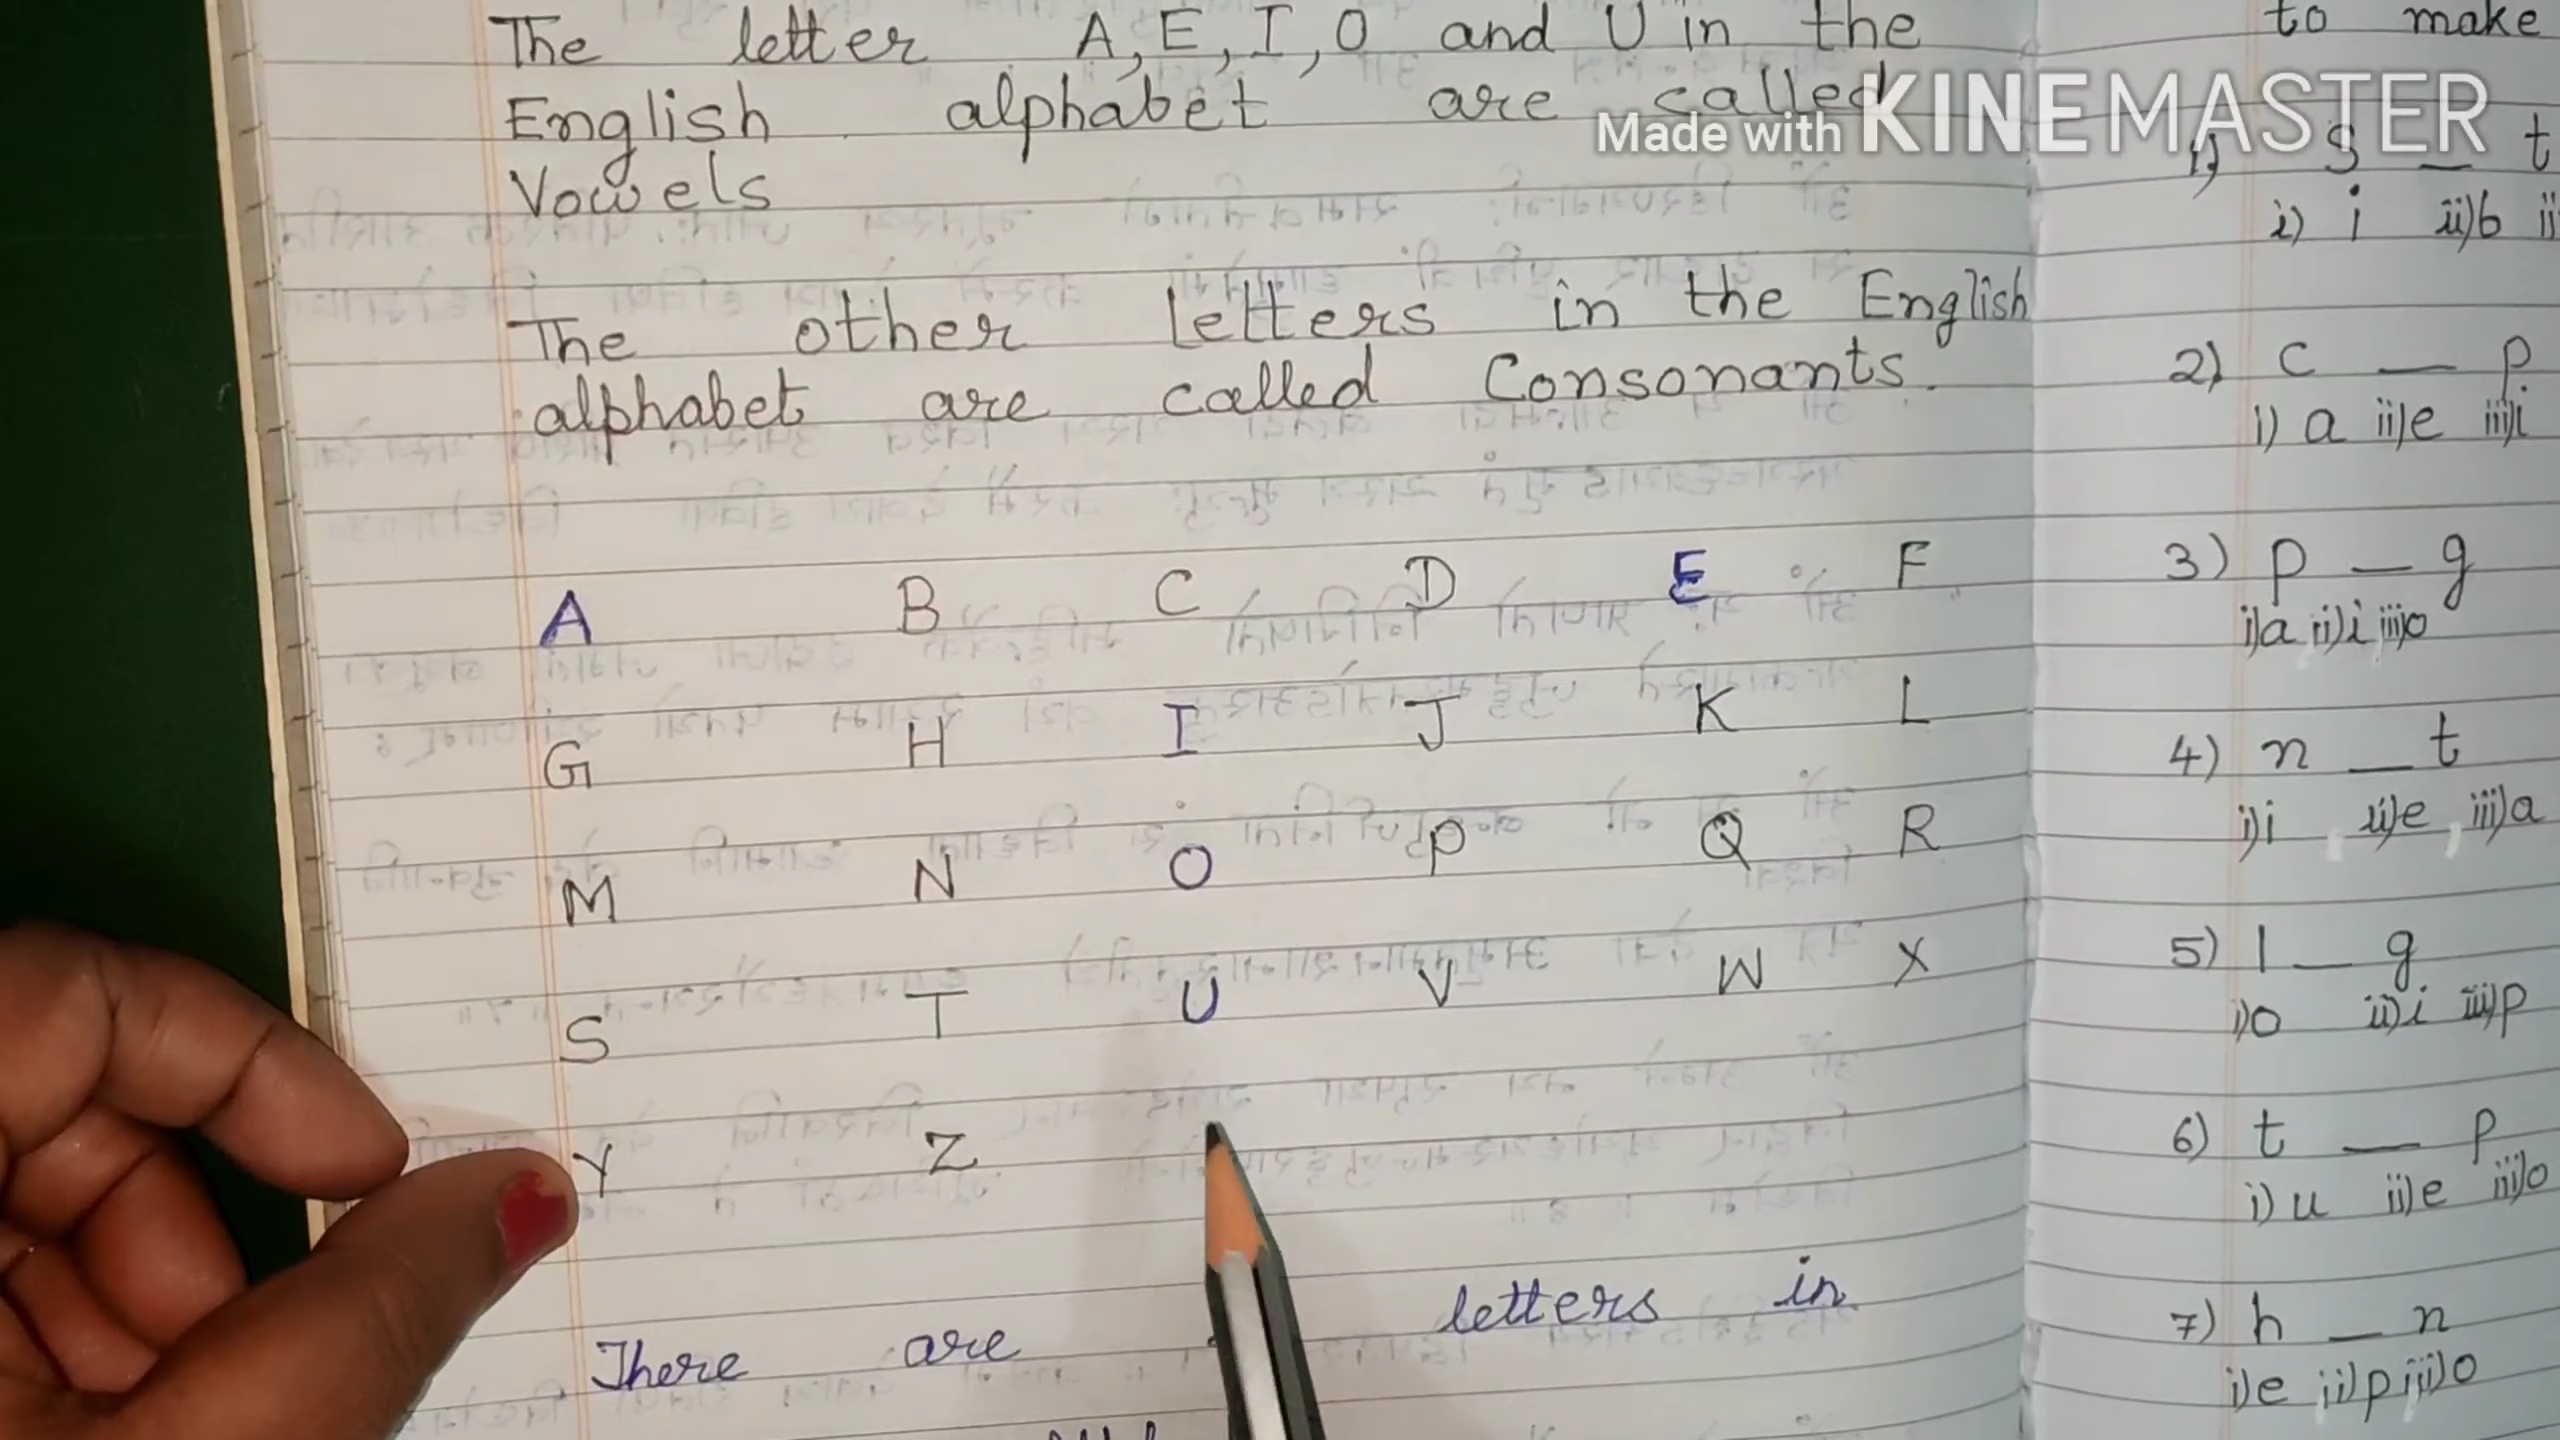 The letter A, E, I, O and U in the
English alphabet are called
Vowels
The other letters in the English
alphabet are called Consonants.
A B C D E F
G H I J K L
M N O P Q R
S T U V W X
Y Z
There are letters in
to make
1) S _ t
i) i ii) b
2) c _ p
i) a ii) e iii) i
3) p _ g
i) a ii) i iii) o
4) n _ t
i) i , ii) e , iii) a
5) l _ g
i) o ii) i iii) p
6) t _ p
i) u ii) e iii) o
7) h _ n
i) e ii) p iii) o
Made with KINEMASTER